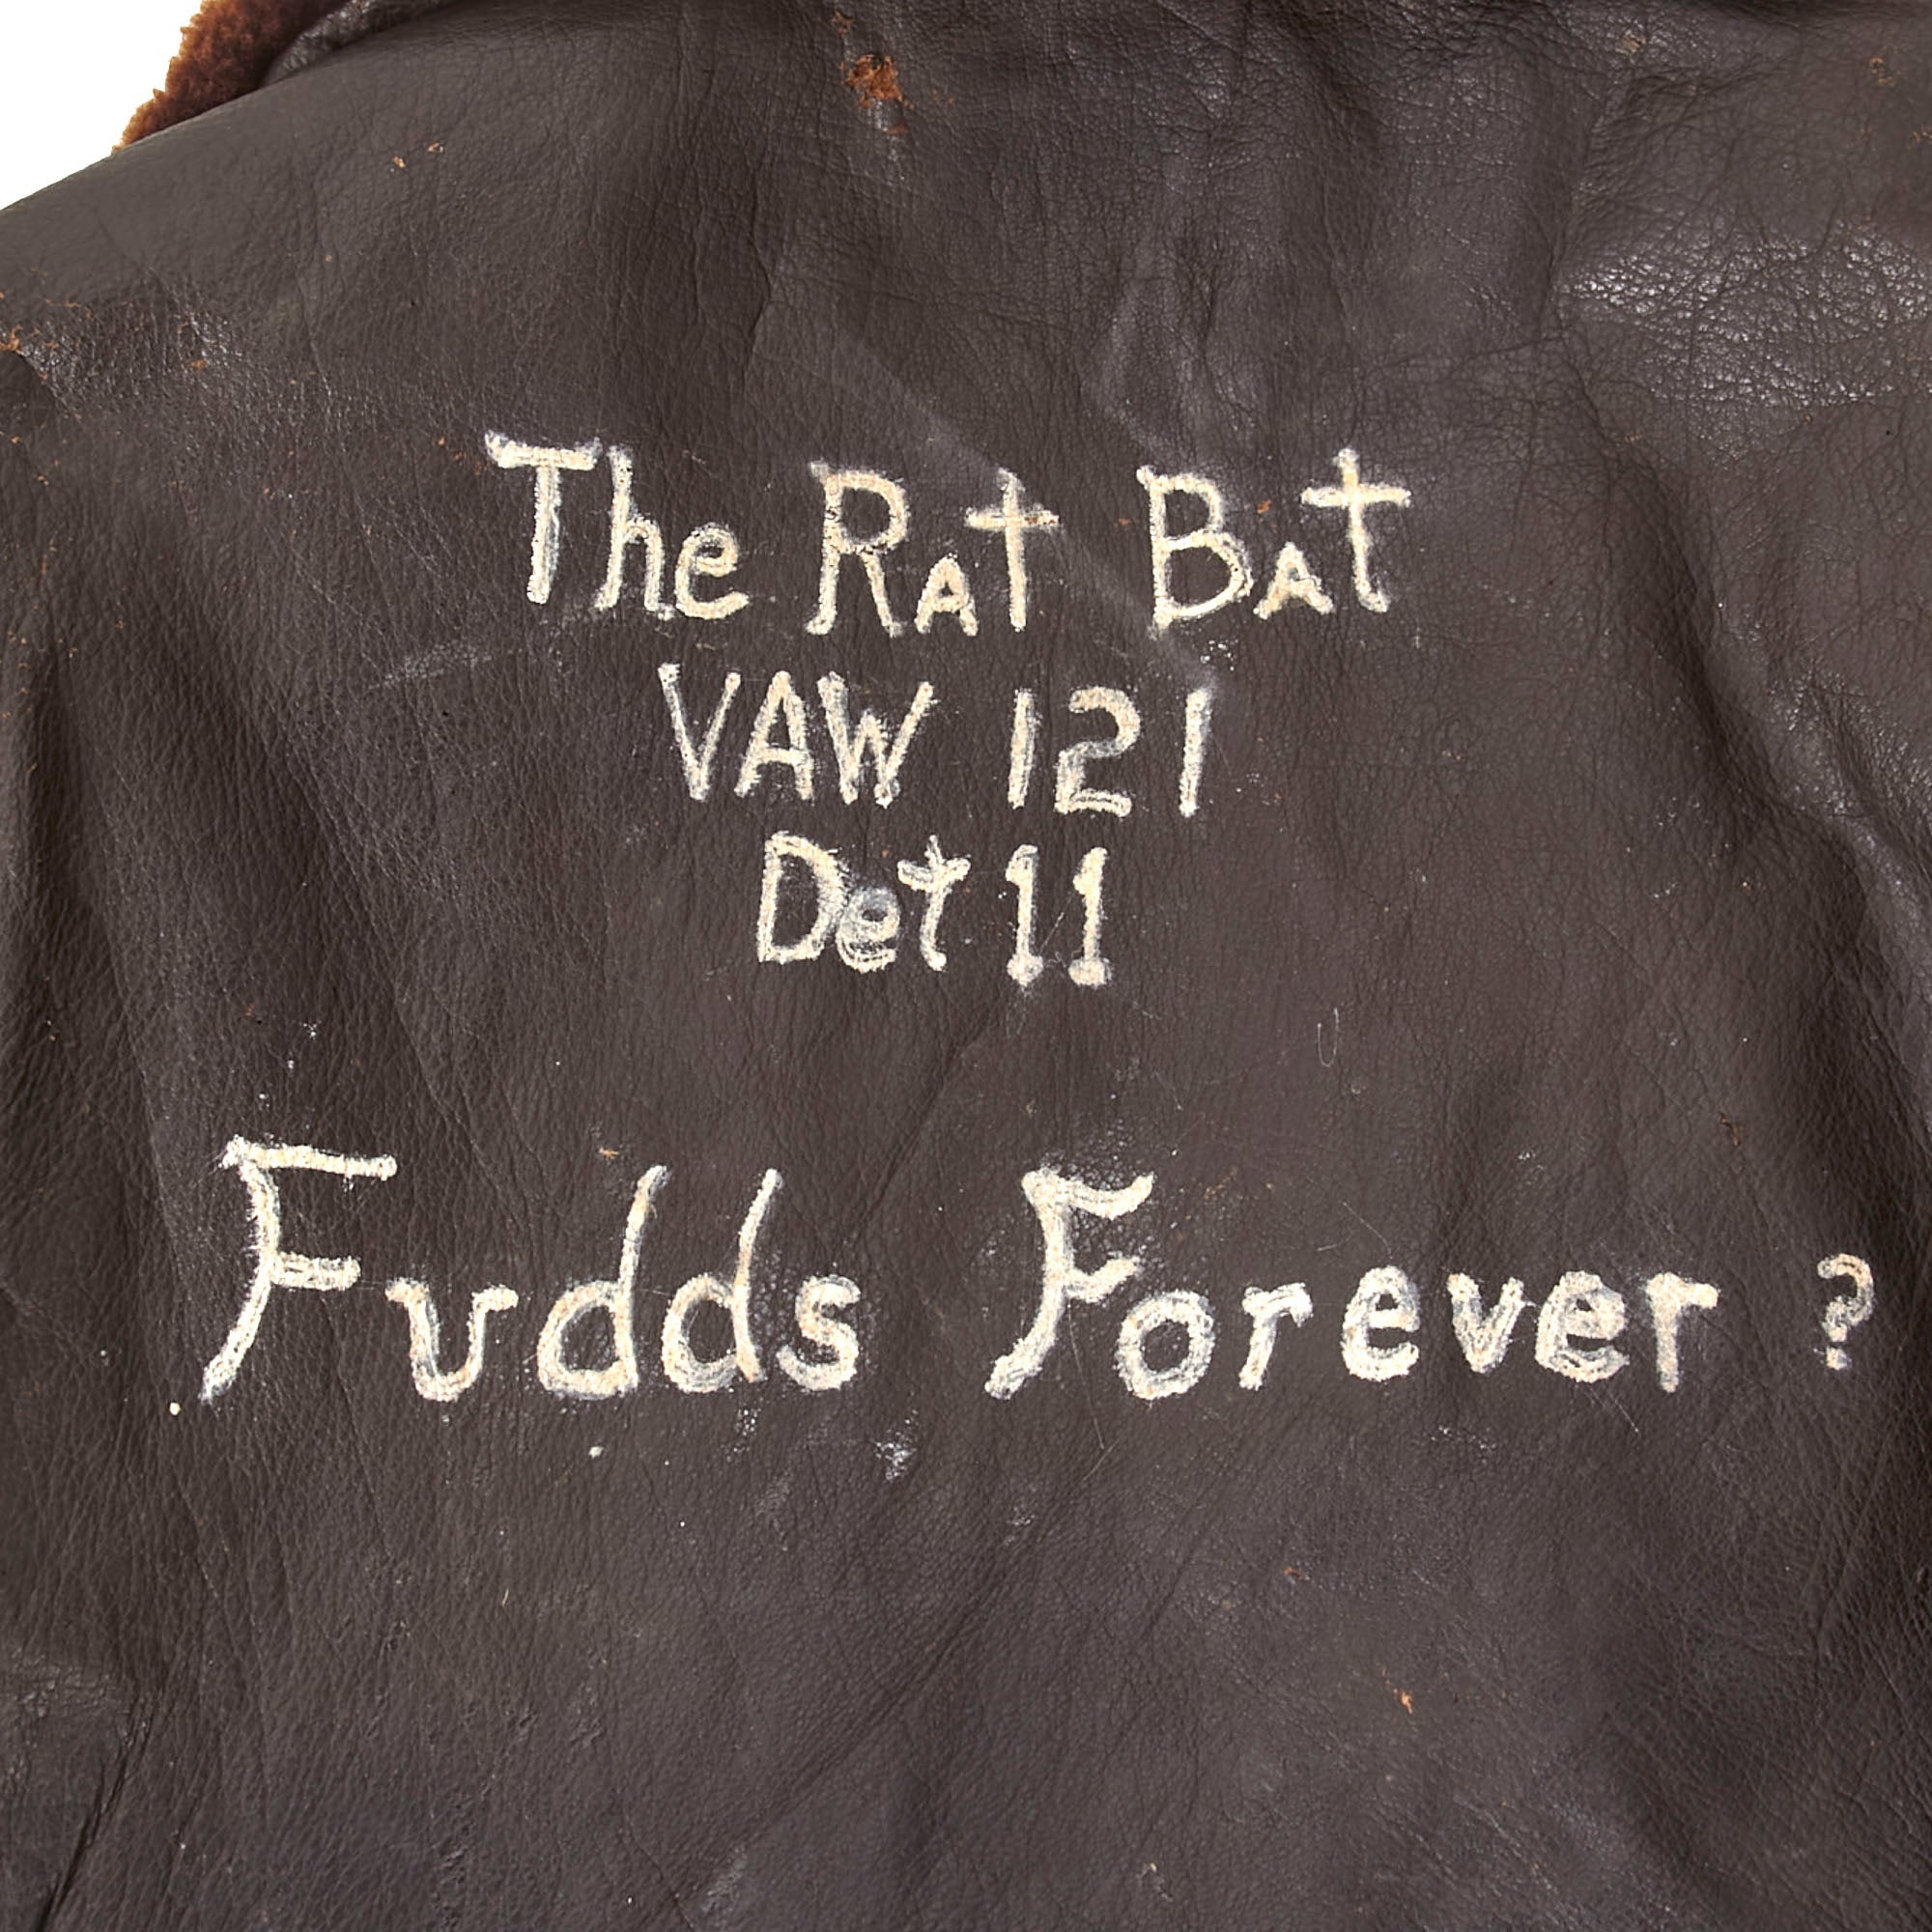 The Rat Bat
VAW 121
Det 11
Fudds Forever ?